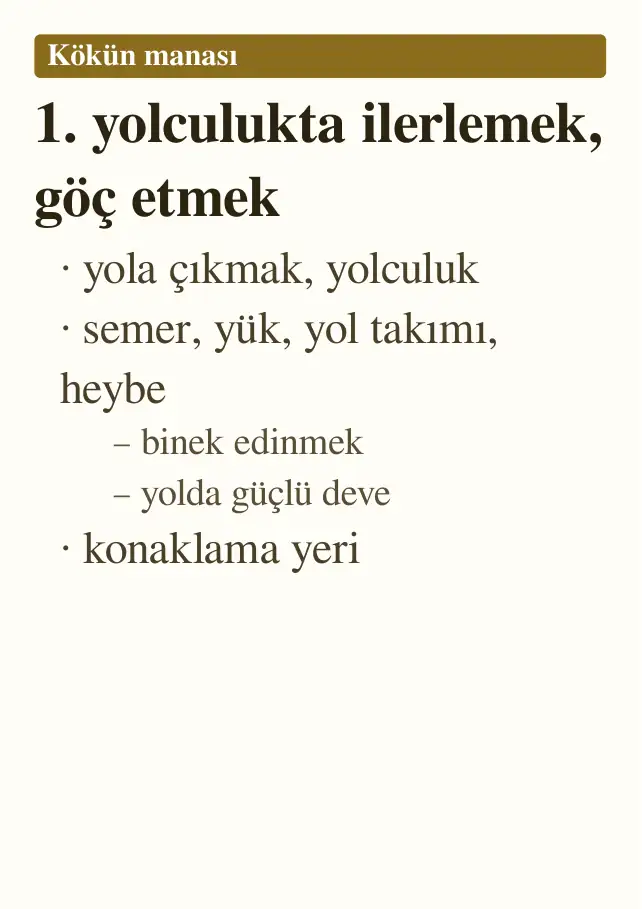 Kökün manası
1. yolculukta ilerlemek,
göç etmek
· yola çıkmak, yolculuk
· semer, yük, yol takımı,
heybe
– binek edinmek
– yolda güçlü deve
· konaklama yeri